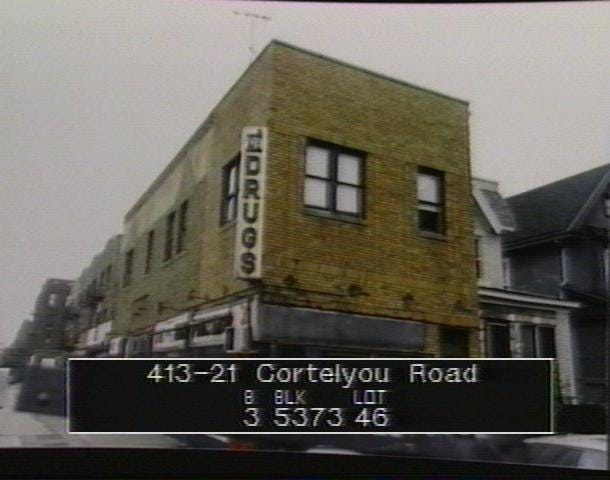 DRUGS
413-21 Cortelyou Road
B BLK LOT
3 5373 46